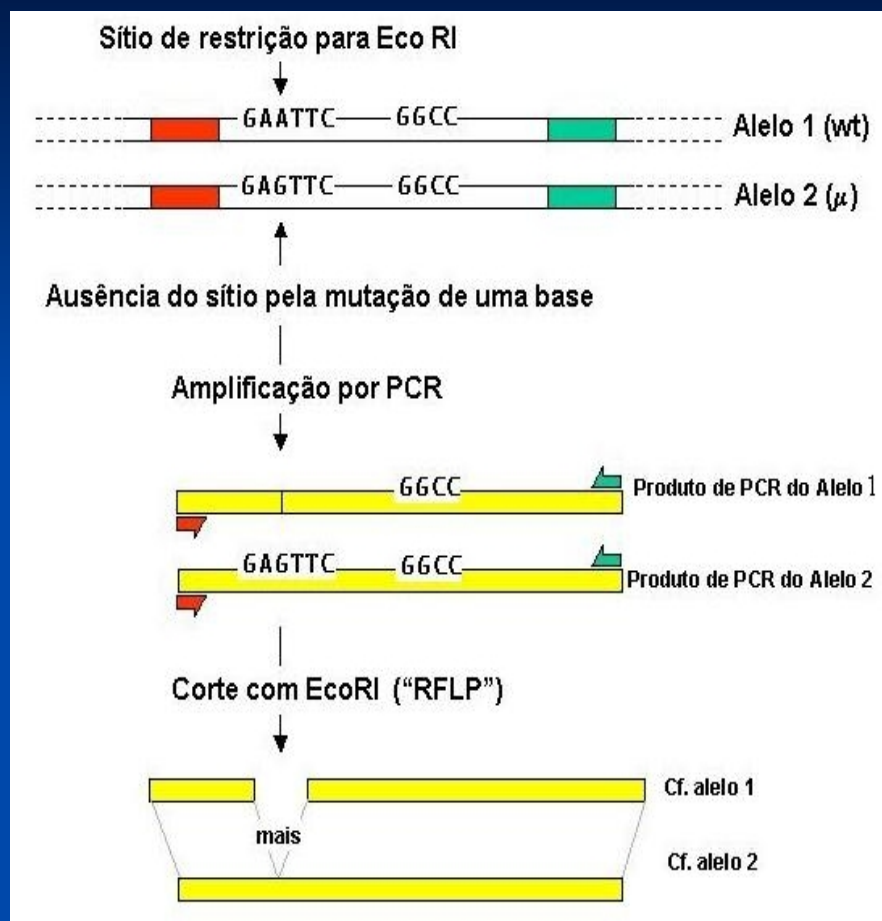 Sítio de restrição para Eco RI
GAATTC GGCC
Alelo 1 (wt)
GAGTTC GGCC
Alelo 2 (µ)
Ausência do sítio pela mutação de uma base
Amplificação por PCR
GGCC
Produto de PCR do Alelo 1
GAGTTC GGCC
Produto de PCR do Alelo 2
Corte com EcoRI (“RFLP”)
Cf. alelo 1
mais
Cf. alelo 2